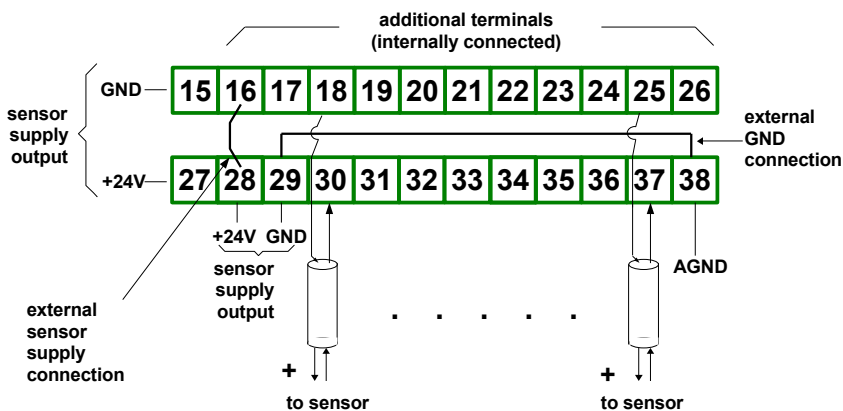 additional terminals
(internally connected)
GND
15 16 17 18 19 20 21 22 23 24 25 26
sensor
supply
output
external
GND
connection
+24V
27 28 29 30 31 32 33 34 35 36 37 38
+24V GND
sensor
supply
output
AGND
external
sensor
supply
connection
. . . . .
+ +
to sensor to sensor